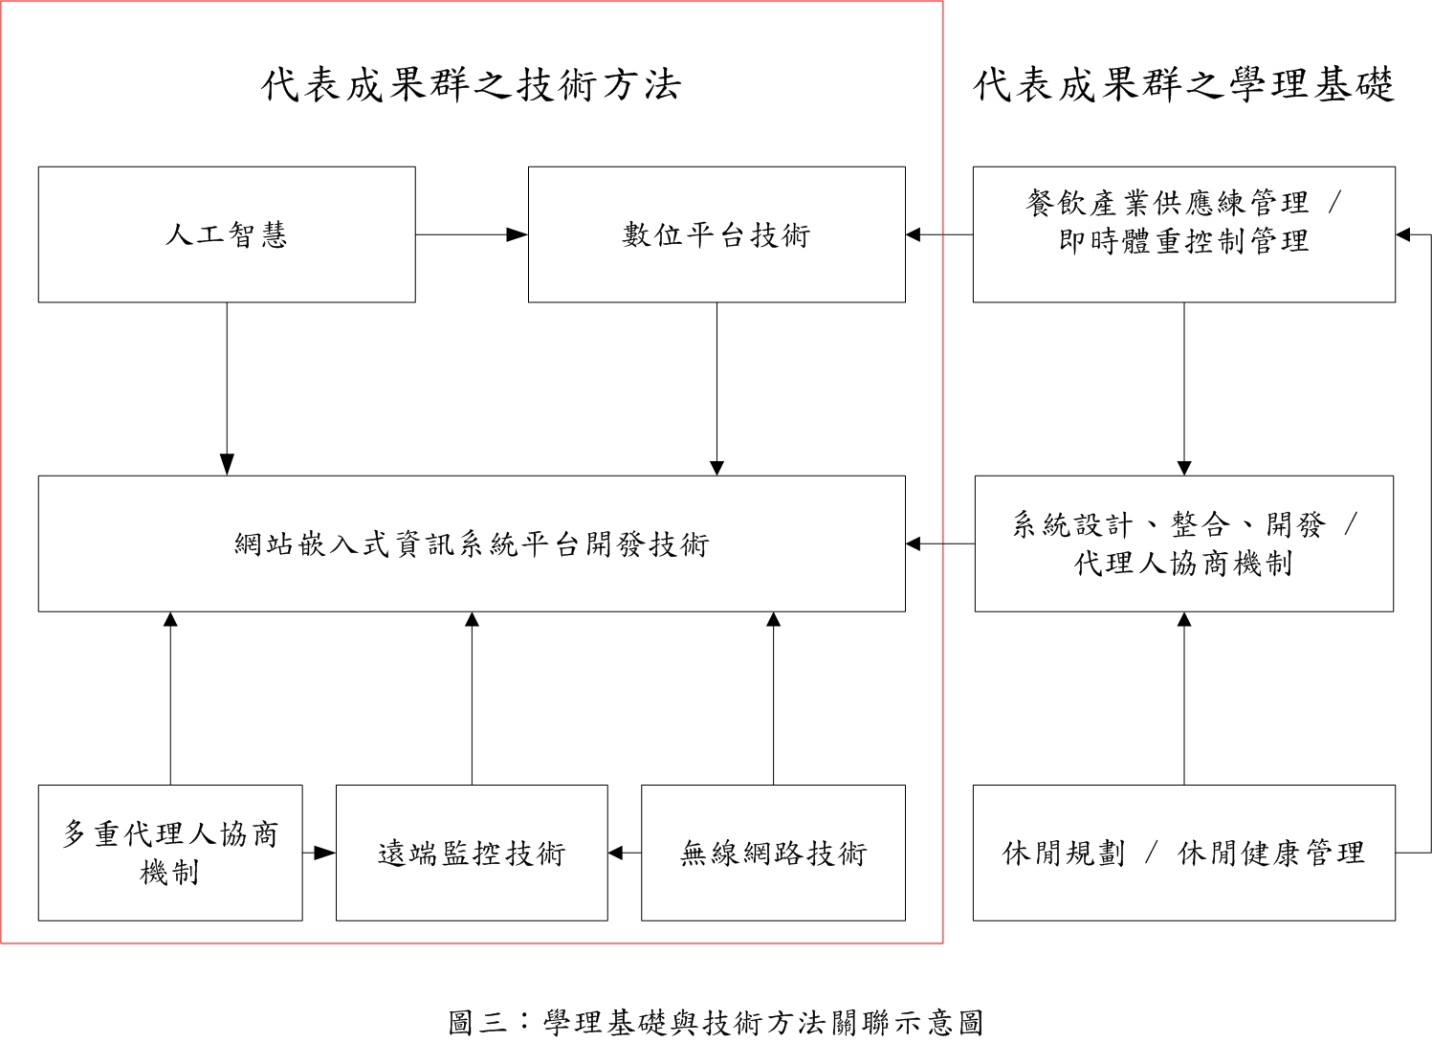 代表成果群之技術方法
代表成果群之學理基礎
人工智慧
數位平台技術
餐飲產業供應練管理 /
即時體重控制管理
網站嵌入式資訊系統平台開發技術
系統設計、整合、開發 /
代理人協商機制
多重代理人協商
機制
遠端監控技術
無線網路技術
休閒規劃 / 休閒健康管理
圖三：學理基礎與技術方法關聯示意圖